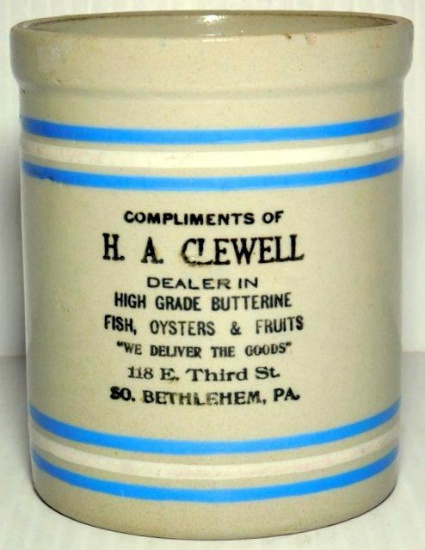 COMPLIMENTS OF
H. A. CLEWELL
DEALER IN
HIGH GRADE BUTTERINE
FISH, OYSTERS & FRUITS
"WE DELIVER THE GOODS"
118 E. Third St.
SO. BETHLEHEM, PA.